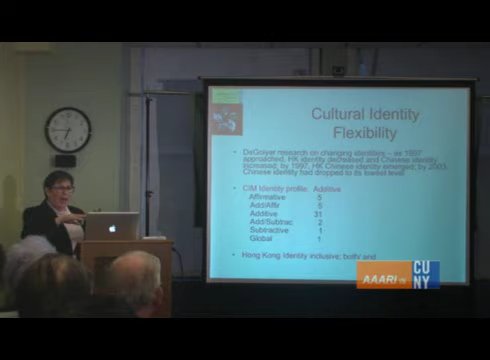 Cultural Identity
Flexibility
• DeGolyer research on changing identities – as 1997
approached, HK identity decreased and Chinese identity
increased; by 1997, HK Chinese identity emerged; by 2003,
Chinese identity had dropped to its lowest level
CIM Identity profile: Additive
Affirmative 5
Add/Affir 5
Additive 31
Add/Subtrac. 2
Subtractive 1
Global 1
• Hong Kong Identity inclusive; both/ and
AAARI
CU
NY